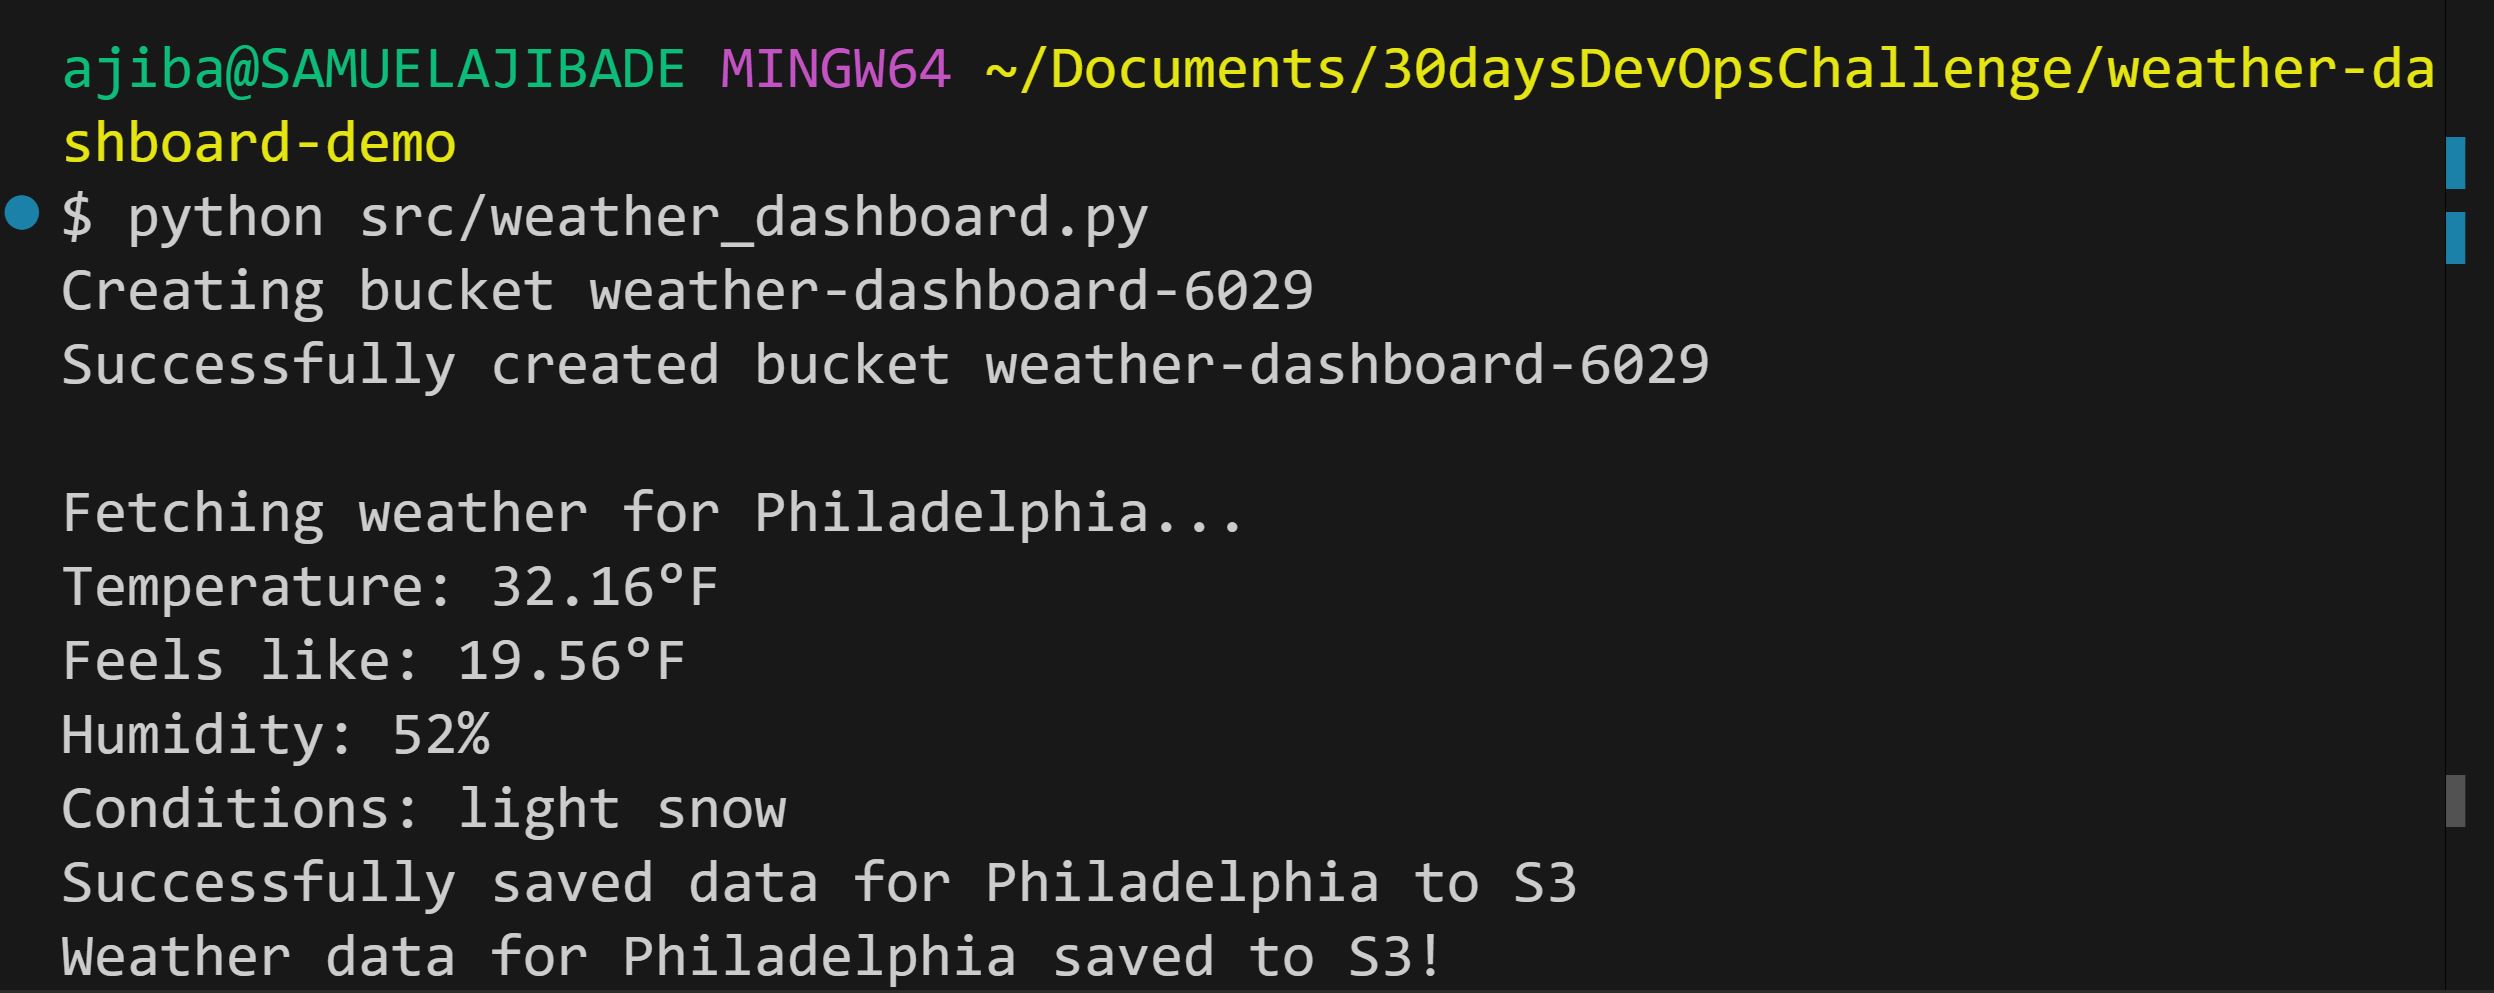 ajiba@SAMUELAJIBADE MINGW64 ~/Documents/30daysDevOpsChallenge/weather-da
shboard-demo
$ python src/weather_dashboard.py
Creating bucket weather-dashboard-6029
Successfully created bucket weather-dashboard-6029
Fetching weather for Philadelphia...
Temperature: 32.16°F
Feels like: 19.56°F
Humidity: 52%
Conditions: light snow
Successfully saved data for Philadelphia to S3
Weather data for Philadelphia saved to S3!